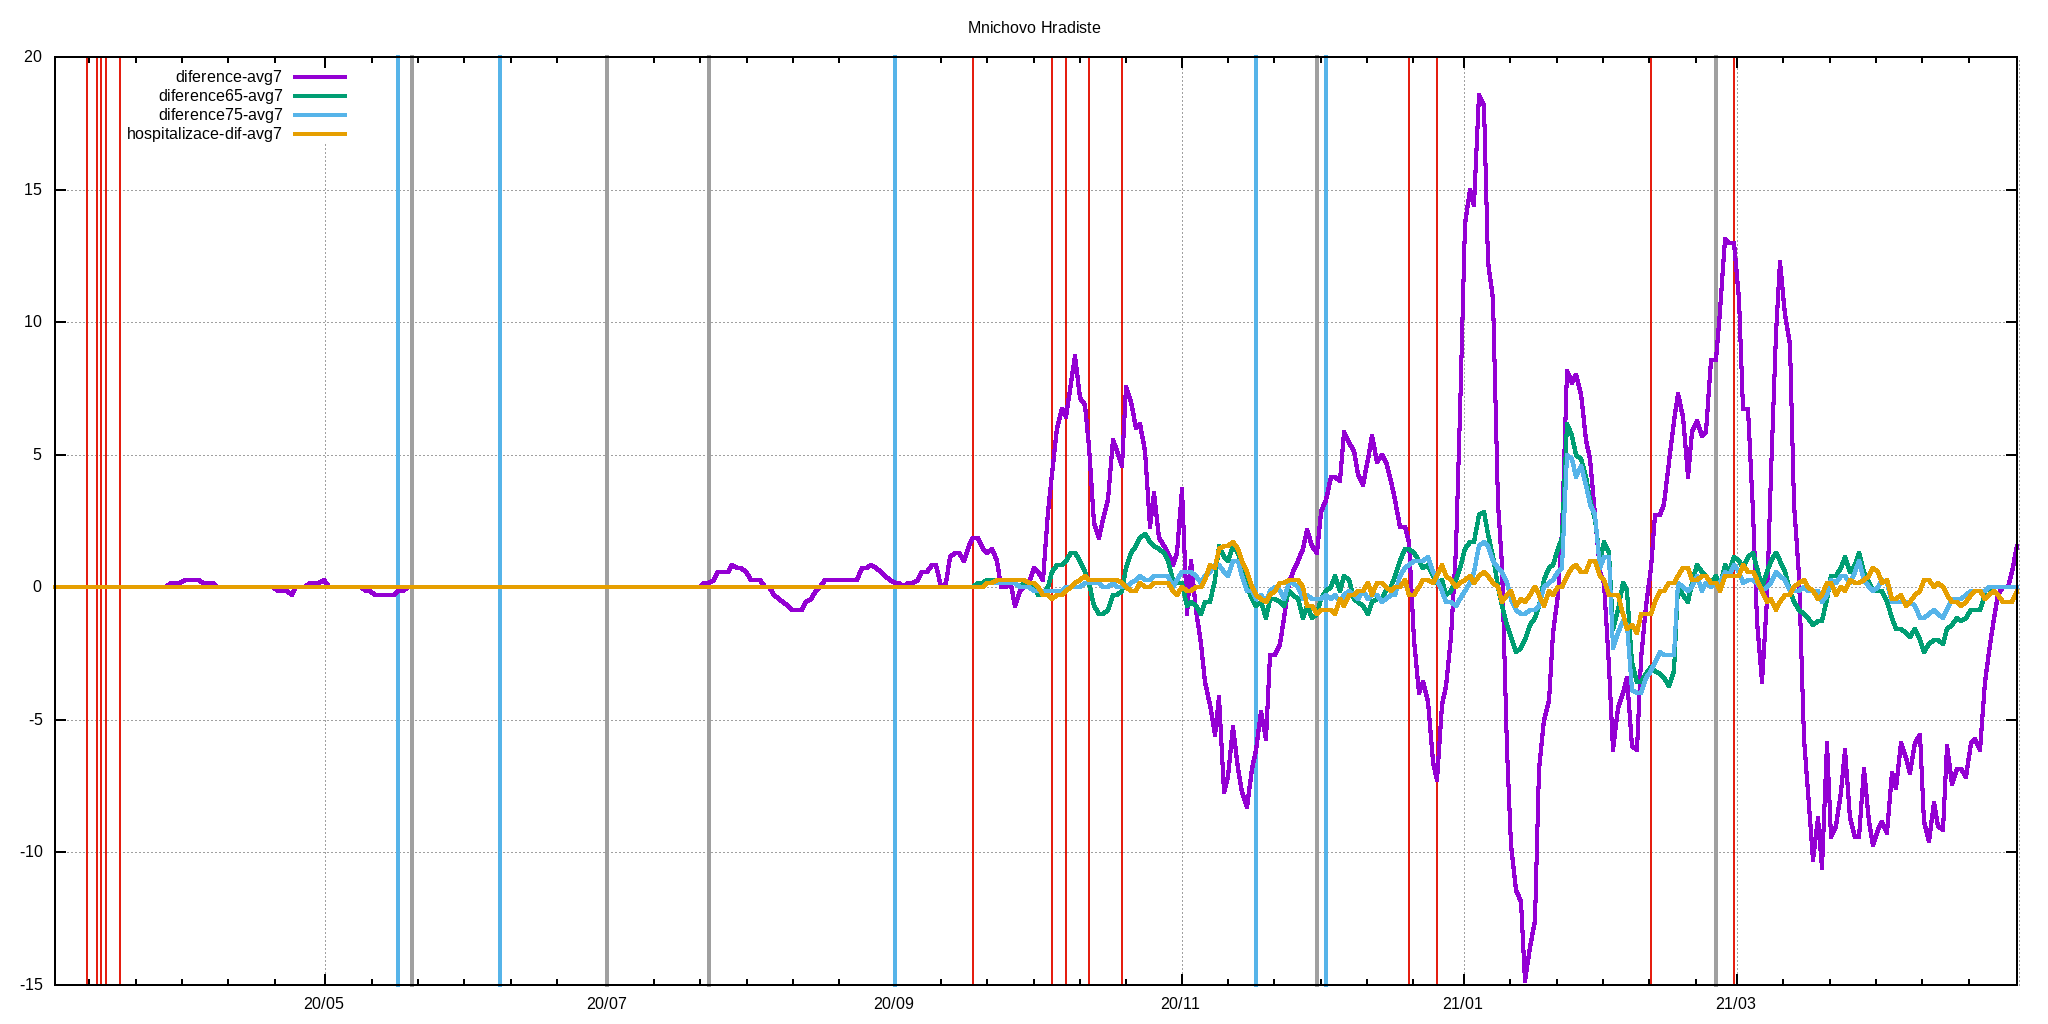 Mnichovo Hradiste
20
diference-avg7
diference65-avg7
diference75-avg7
hospitalizace-dif-avg7
15
10
5
0
-5
-10
-15
20/05 20/07 20/09 20/11 21/01 21/03